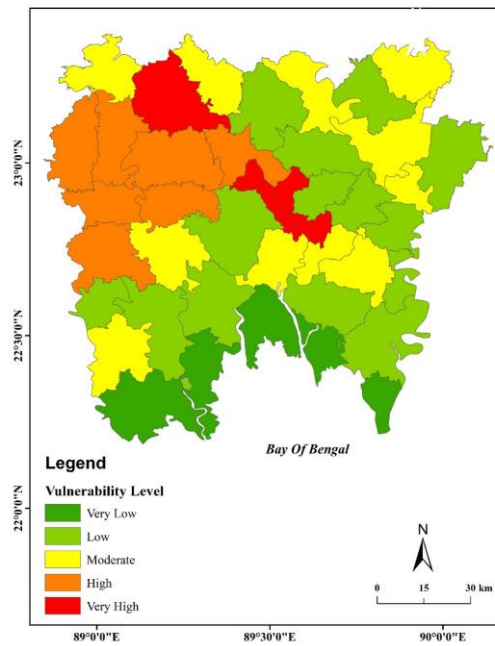 23°0'0"N
22°30'0"N
22°0'0"N
Bay Of Bengal
Legend
Vulnerability Level
Very Low
Low
Moderate
High
Very High
N
0 15 30 km
89°0'0"E 89°30'0"E 90°0'0"E